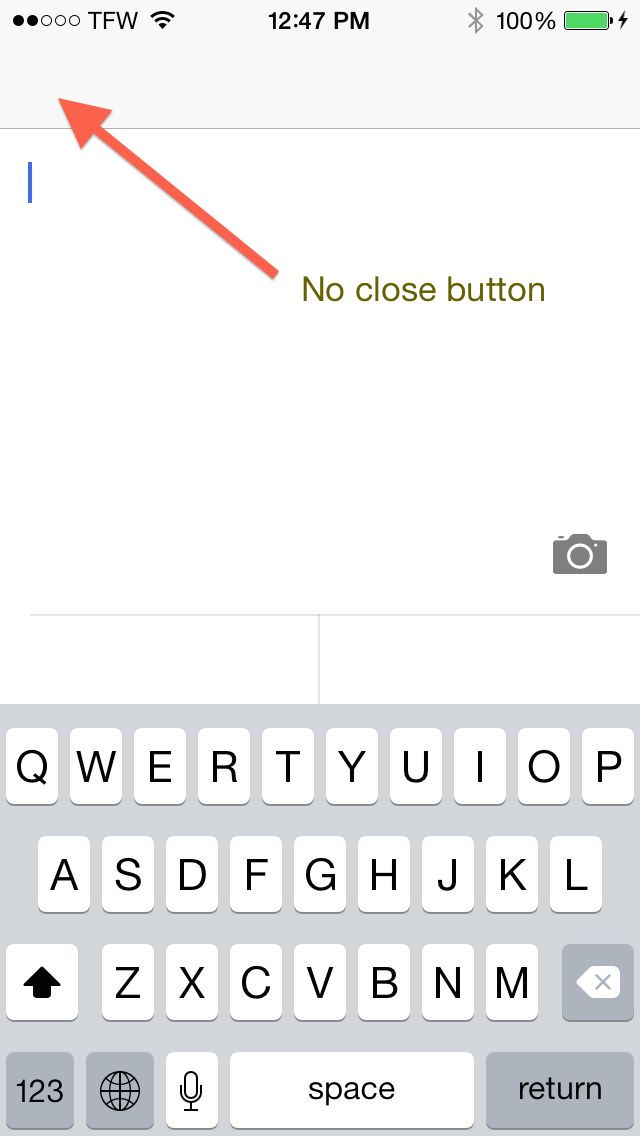 TFW 12:47 PM 100%
No close button
Q W E R T Y U I O P
A S D F G H J K L
Z X C V B N M
123 space return